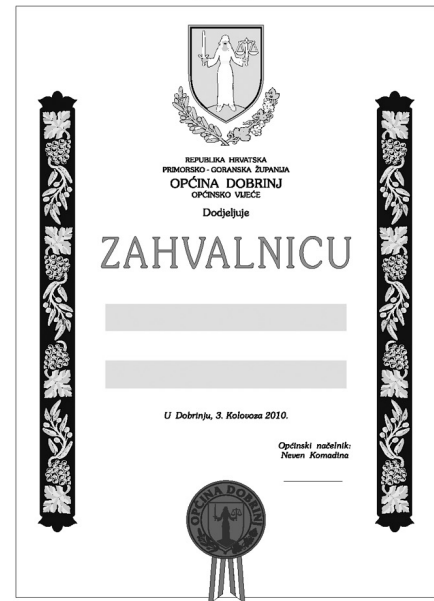 REPUBLIKA HRVATSKA
PRIMORSKO - GORANSKA ŽUPANIJA
OPĆINA DOBRINJ
OPĆINSKO VIJEĆE
Dodjeljuje
ZAHVALNICU
U Dobrinju, 3. Kolovoza 2010.
Općinski načelnik:
Neven Komadina
OPĆINA DOBRINJ